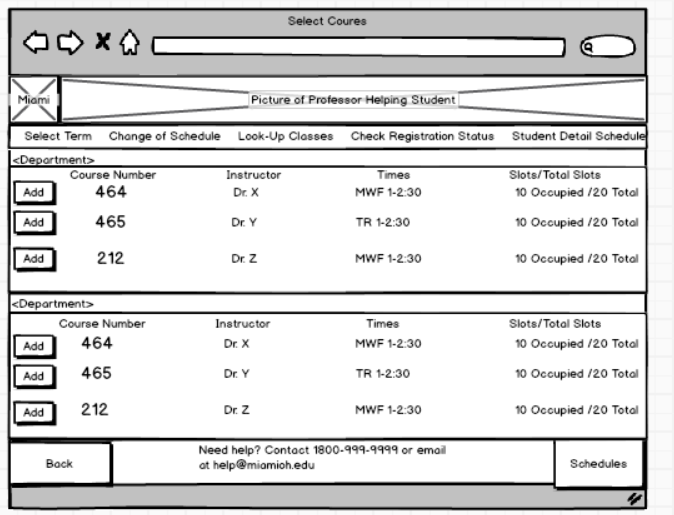 Select Coures
Miami
Picture of Professor Helping Student
Select Term Change of Schedule Look-Up Classes Check Registration Status Student Detail Schedule
<Department>
Course Number Instructor Times Slots/Total Slots
Add 464 Dr. X MWF 1-2:30 10 Occupied /20 Total
Add 465 Dr. Y TR 1-2:30 10 Occupied /20 Total
Add 212 Dr. Z MWF 1-2:30 10 Occupied /20 Total
<Department>
Course Number Instructor Times Slots/Total Slots
Add 464 Dr. X MWF 1-2:30 10 Occupied /20 Total
Add 465 Dr. Y TR 1-2:30 10 Occupied /20 Total
Add 212 Dr. Z MWF 1-2:30 10 Occupied /20 Total
Back
Need help? Contact 1800-999-9999 or email
at help@miamioh.edu
Schedules